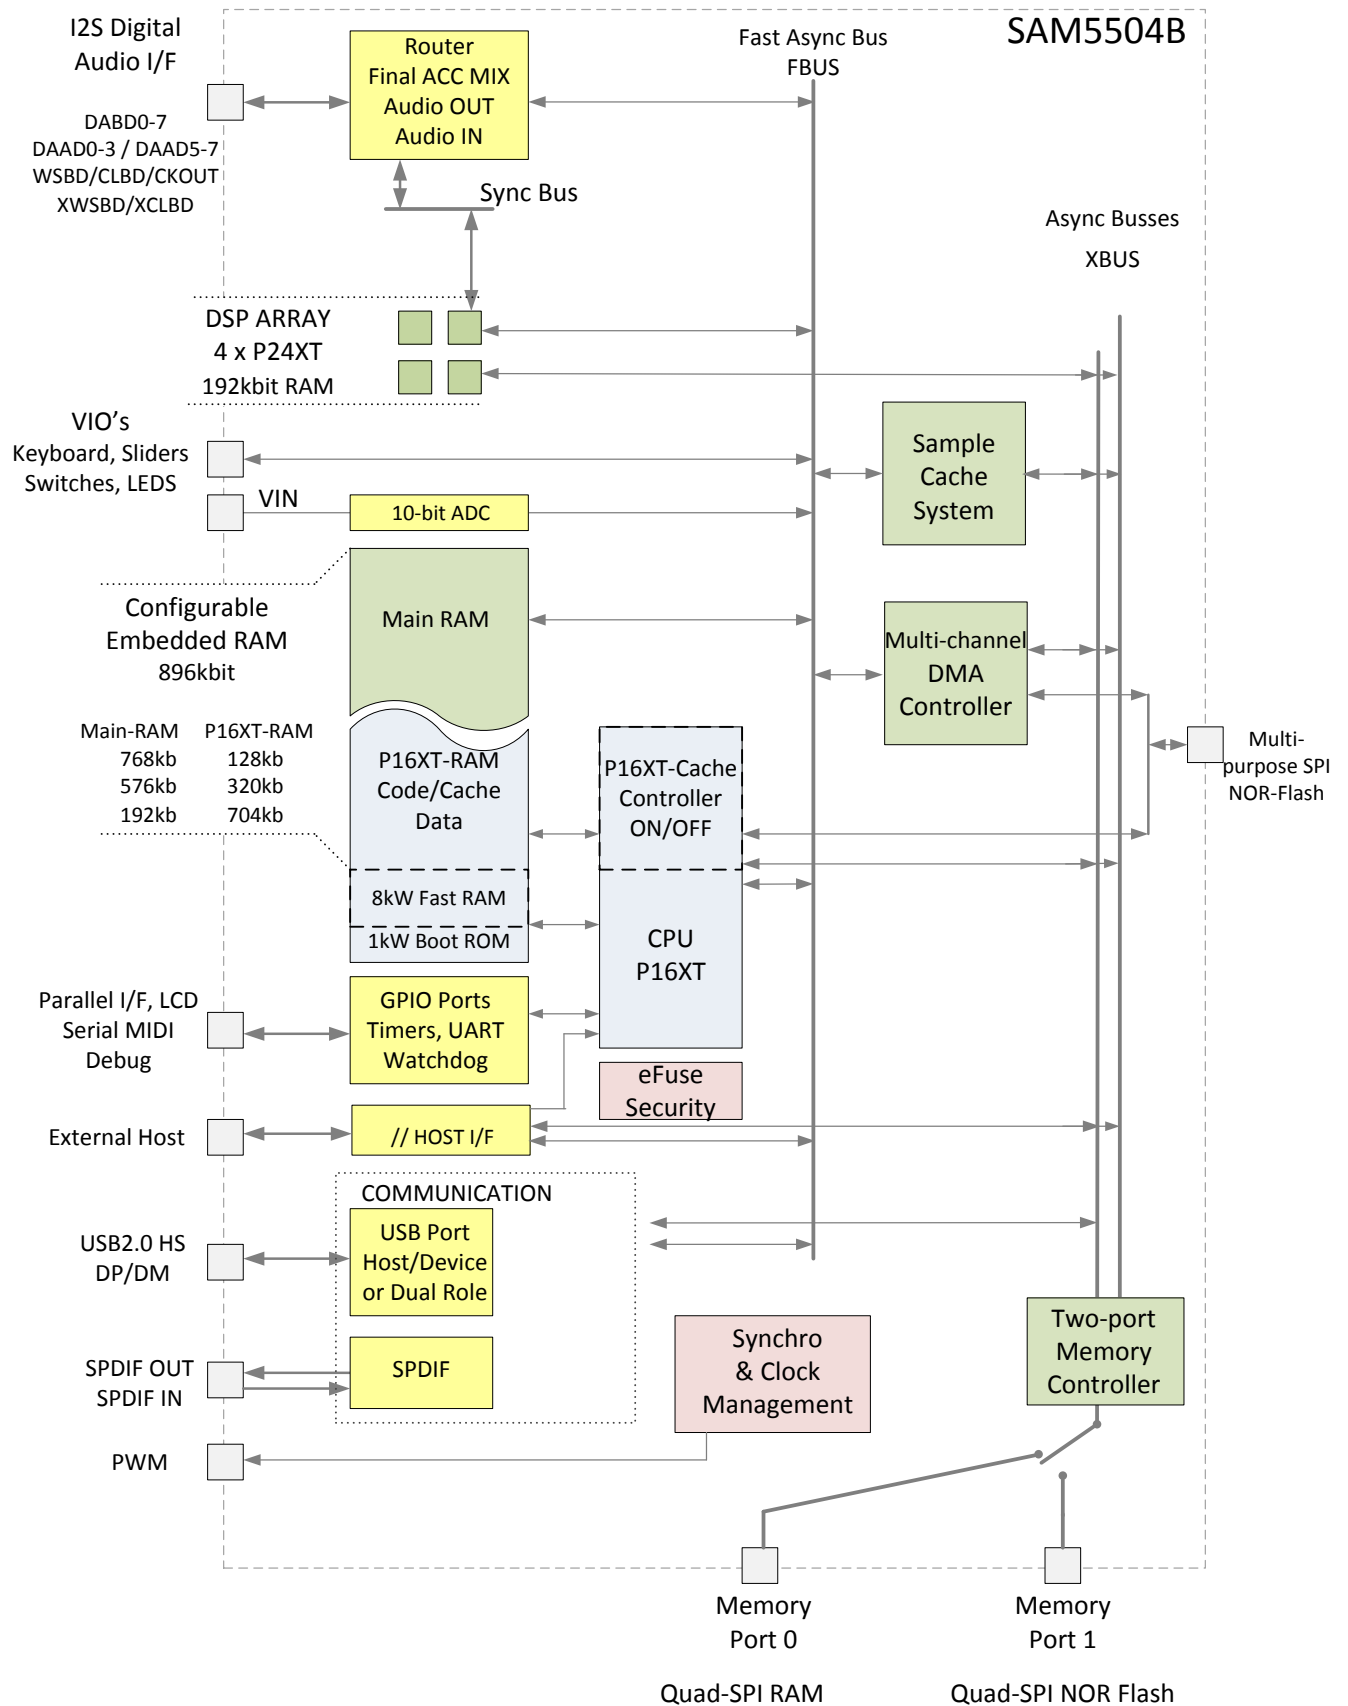 SAM5504B
I2S Digital
Audio I/F
DABD0-7
DAAD0-3 / DAAD5-7
WSBD/CLBD/CKOUT
XWSBD/XCLBD
Router
Final ACC MIX
Audio OUT
Audio IN
Sync Bus
Fast Async Bus
FBUS
Async Busses
XBUS
DSP ARRAY
4 x P24XT
192kbit RAM
VIO’s
Keyboard, Sliders
Switches, LEDS
VIN
10-bit ADC
Sample
Cache
System
Configurable
Embedded RAM
896kbit
Main RAM
Multi-channel
DMA
Controller
Main-RAM P16XT-RAM
768kb 128kb
576kb 320kb
192kb 704kb
P16XT-RAM
Code/Cache
Data
P16XT-Cache
Controller
ON/OFF
Multi-
purpose SPI
NOR-Flash
8kW Fast RAM
1kW Boot ROM
CPU
P16XT
Parallel I/F, LCD
Serial MIDI
Debug
GPIO Ports
Timers, UART
Watchdog
eFuse
Security
External Host
// HOST I/F
COMMUNICATION
USB2.0 HS
DP/DM
USB Port
Host/Device
or Dual Role
SPDIF OUT
SPDIF IN
SPDIF
Synchro
& Clock
Management
Two-port
Memory
Controller
PWM
Memory
Port 0
Memory
Port 1
Quad-SPI RAM
Quad-SPI NOR Flash